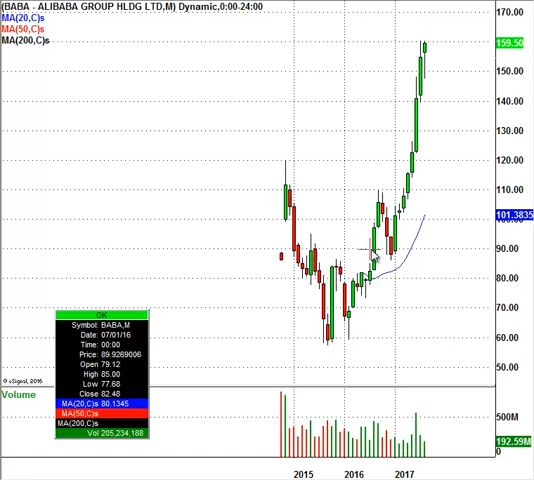 (BABA - ALIBABA GROUP HLDG LTD,M) Dynamic,0:00-24:00
MA(20,C)s
MA(50,C)s
MA(200,C)s
170.00
159.50
150.00
140.00
130.00
120.00
110.00
101.3835
90.00
80.00
70.00
60.00
50.00
OK
Symbol: BABA,M
Date: 07/01/16
Time: 00:00
Price: 89.9269006
Open 79.12
High 85.00
Low 77.68
Close 82.48
MA(20,C)s 80.1345
MA(50,C)s
MA(200,C)s
Vol 205,234,188
© eSignal, 2016
Volume
500M
192.59M
0
2015 2016 2017